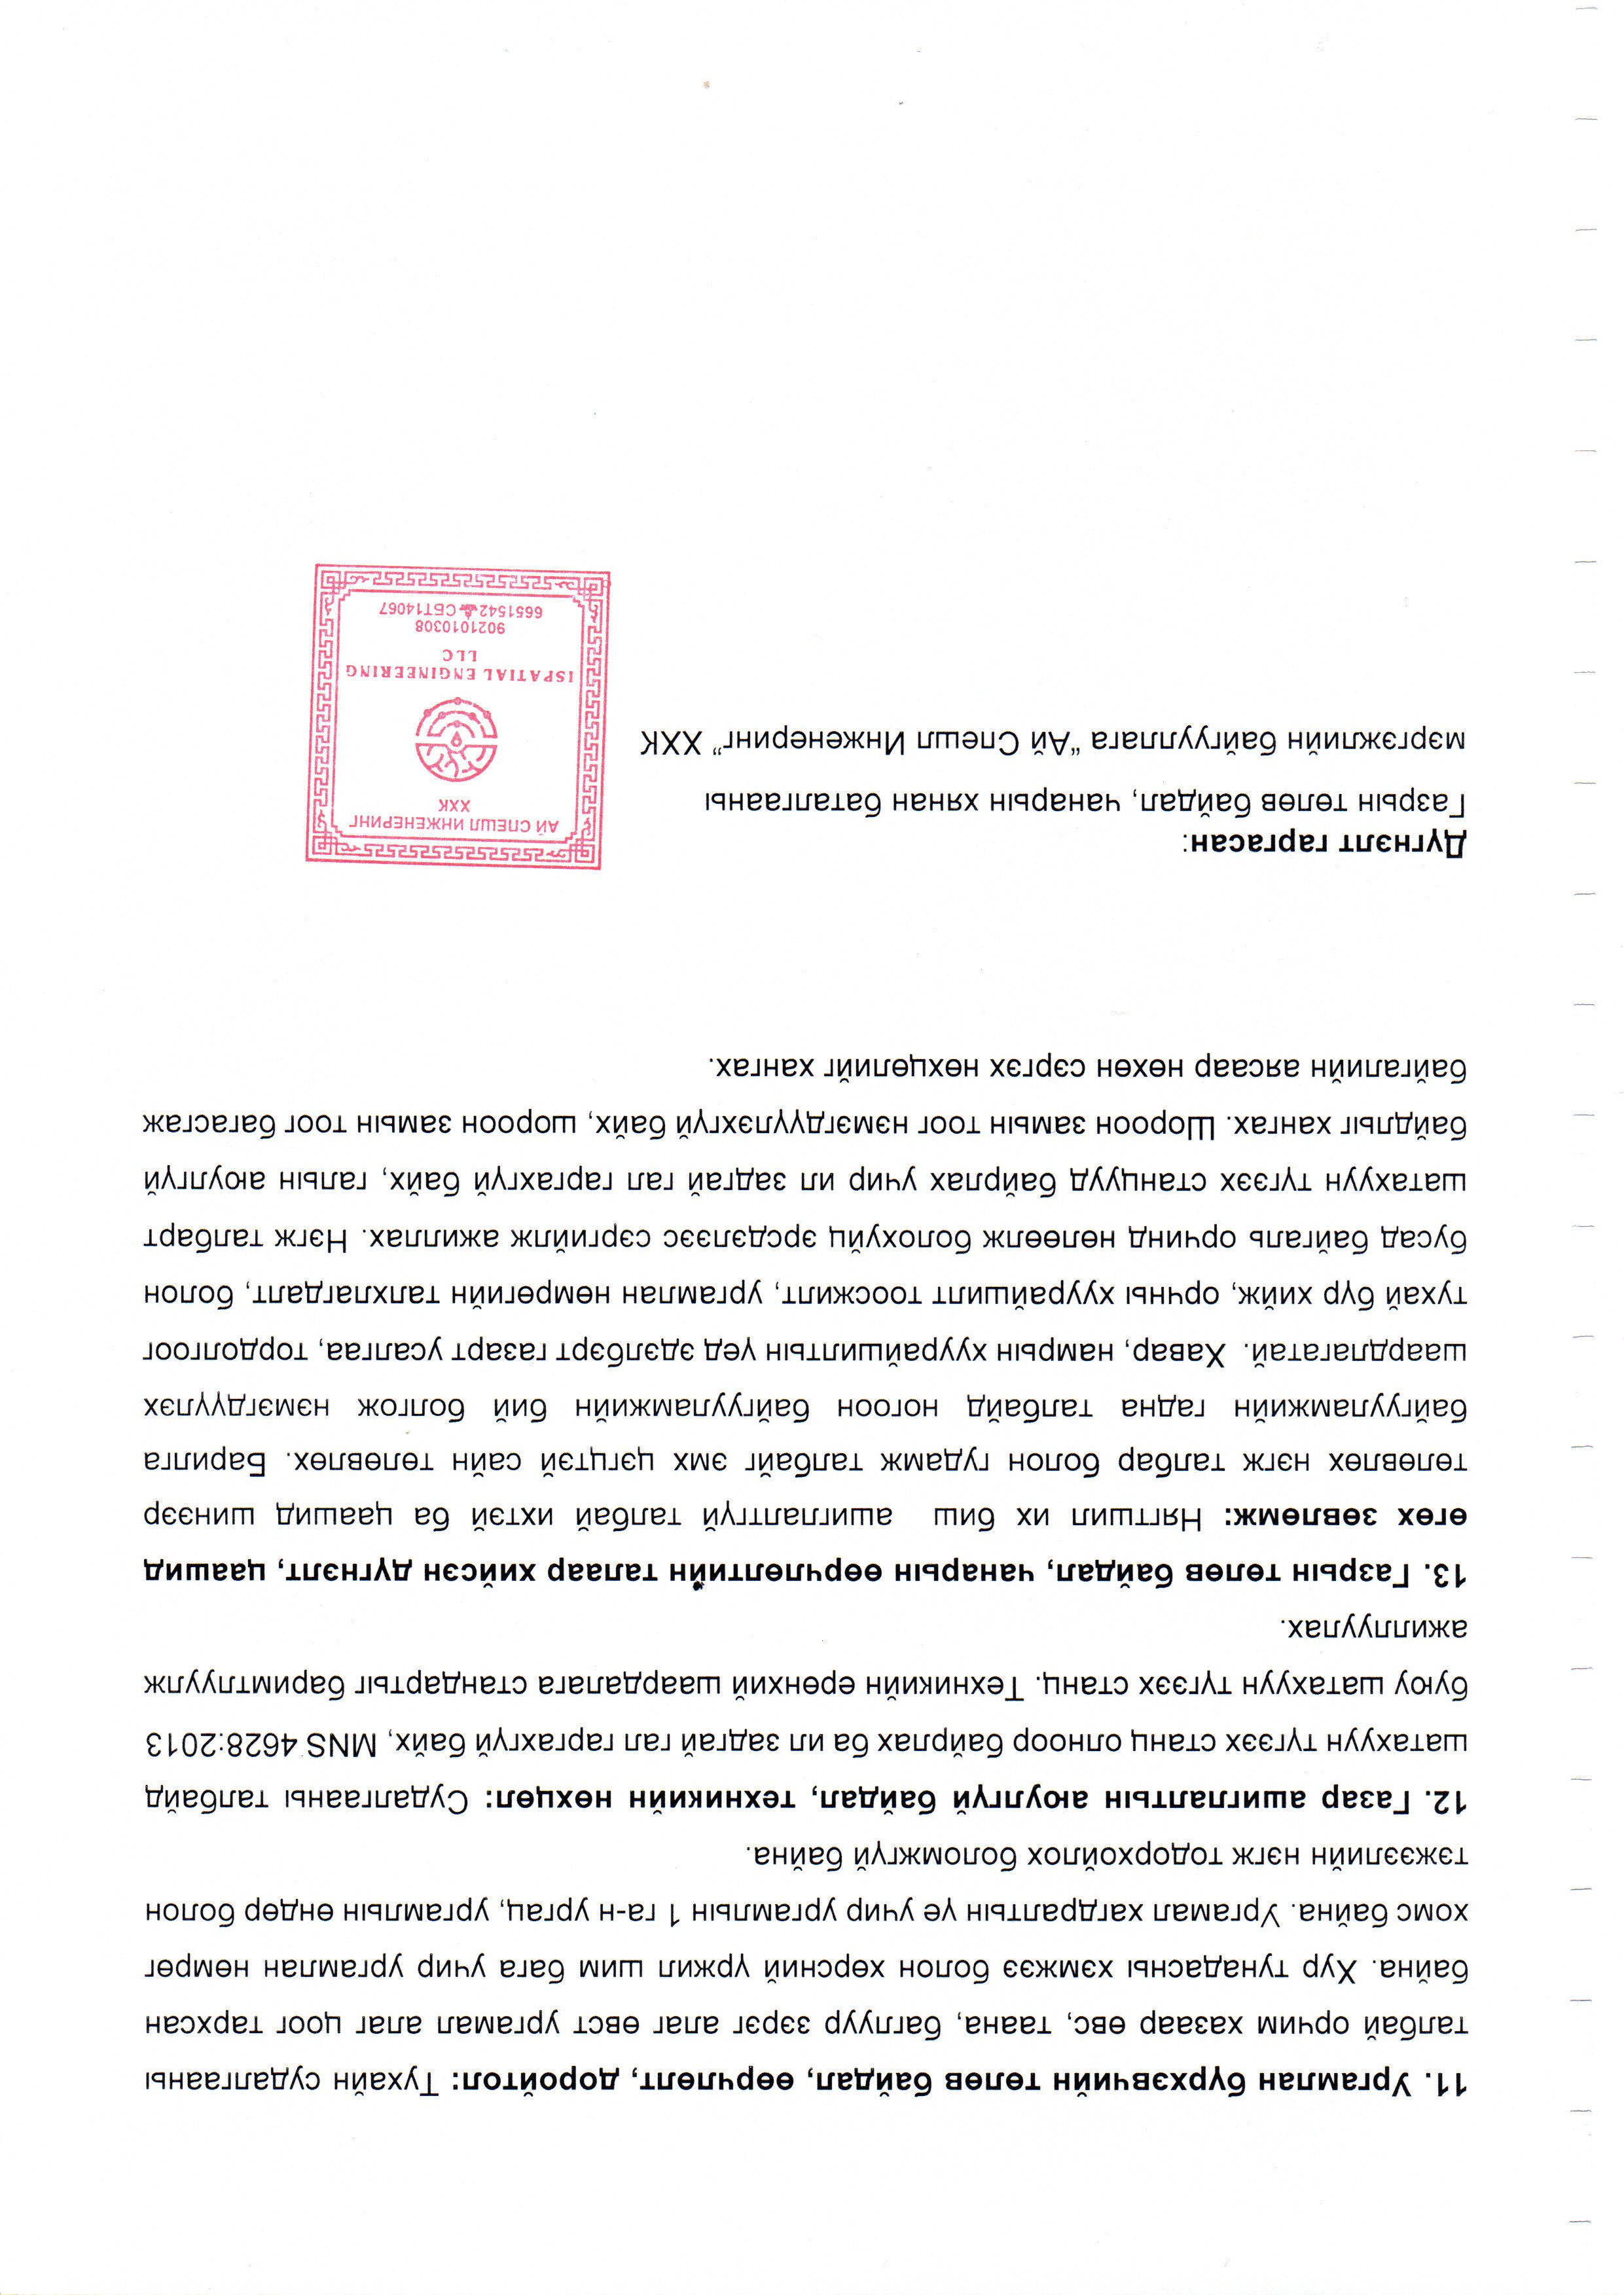 11. Ургамлан бүрхэвчийн төлөв байдал, өөрчлөлт, доройтол: Тухайн судалгааны
талбай орчим хазаар өвс, таана, баглуур зэрэг алаг өвст ургамал алаг цоог тархсан
байна. Хур тунадасны хэмжээ болон хөрсний үржил шим бага учир ургамлан нөмрөг
хомс байна. Ургамал хагдралтын үе учир ургамлын 1 га-н ургац, ургамлын өндөр болон
тэжээлийн нэгж тодорхойлох боломжгүй байна.
12. Газар ашиглалтын аюулгүй байдал, техникийн нөхцөл: Судалгааны талбайд
шатахуун түгээх станц олноор байрлах ба ил задгай гал гаргахгүй байх, MNS 4628:2013
буюу шатахуун түгээх станц. Техникийн ерөнхий шаардалага стандартыг баримтлуулж
ажиллуулах.
13. Газрын төлөв байдал, чанарын өөрчлөлтийн талаар хийсэн дүгнэлт, цаашид
өгөх зөвлөмж: Нягтшил их биш ашиглалтгүй талбай ихтэй ба цаашид шинээр
төлөвлөх нэгж талбар болон гудамж талбайг эмх цэгцтэй сайн төлөвлөх. Барилга
байгууламжийн гадна талбайд ногоон байгууламжийн бий болгож нэмэгдүүлэх
шаардлагатай. Хавар, намрын хуурайшилтын үед эдэлбэрт газарт усалгаа, тордолгоог
тухай бүр хийж, орчны хуурайшилт тоосжилт, ургамлан нөмрөгийн талхлагдалт, болон
бусад байгаль орчинд нөлөөлж болохуйц эрсдэлээс сэргийлж ажиллах. Нэгж талбарт
шатахуун түгээх станцууд байрлах учир ил задгай гал гаргахгүй байх, галын аюулгүй
байдлыг хангах. Шороон замын тоог нэмэгдүүлэхгүй байх, шороон замын тоог багасгаж
байгалийн аясаар нөхөн сэргэх нөхцөлийг хангах.
Дүгнэлт гаргасан:
Газрын төлөв байдал, чанарын хянан баталгааны
мэргэжлийн байгууллага “Ай Спешл Инженеринг” ХХК
АЙ СПЕШЛ ИНЖЕНЕРИНГ
ХХК
ISPATIAL ENGINEERING
LLC
9021010308
6651542 СБТ14067